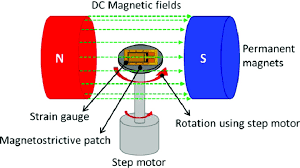 DC Magnetic fields
N
S
Permanent
magnets
Strain gauge
Rotation using step motor
Magnetostrictive patch
Step motor